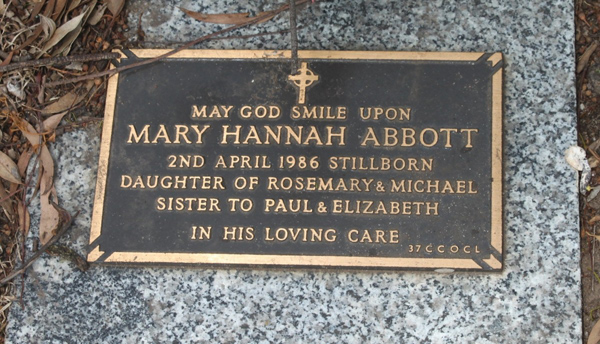 MAY GOD SMILE UPON
MARY HANNAH ABBOTT
2ND APRIL 1986 STILLBORN
DAUGHTER OF ROSEMARY & MICHAEL
SISTER TO PAUL & ELIZABETH
IN HIS LOVING CARE
37 C C O C L